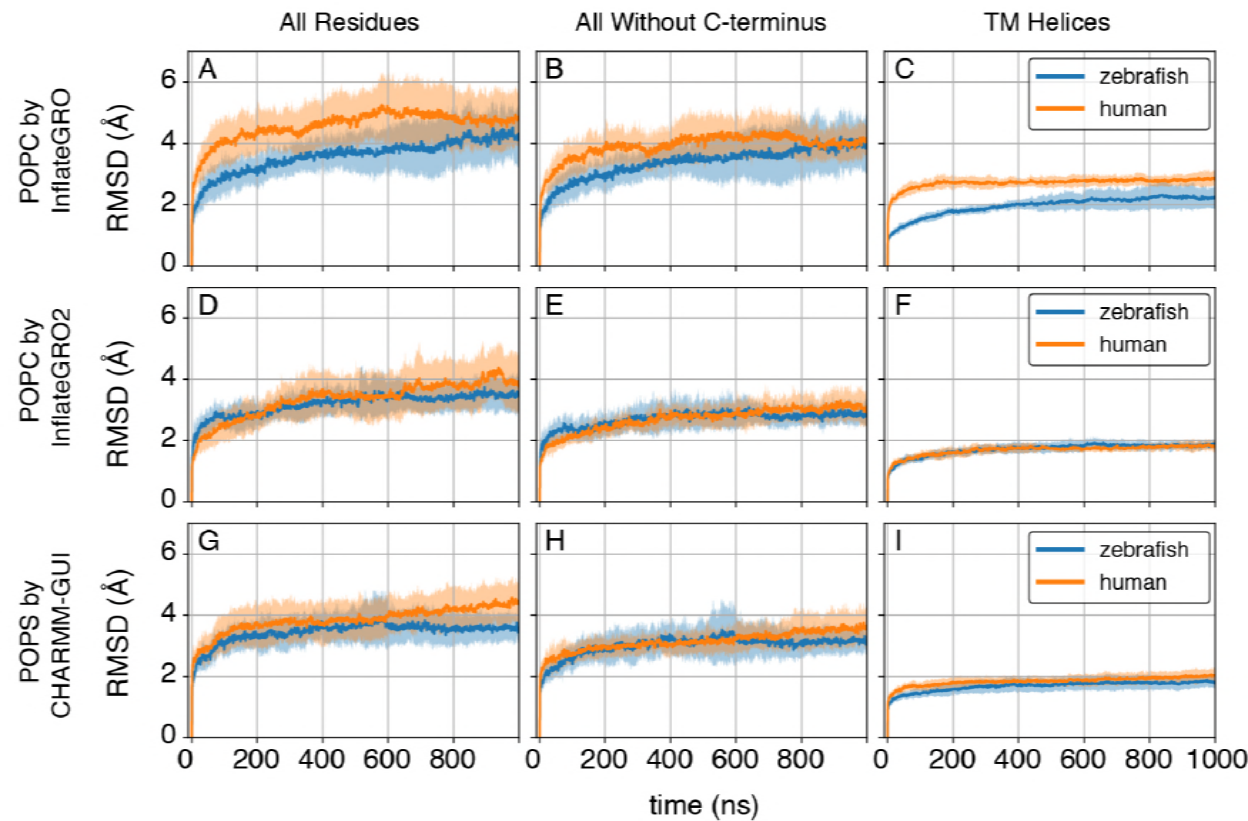 All Residues
All Without C-terminus
TM Helices
POPC by
InflateGRO
RMSD (Å)
6
4
2
0
A
B
C
zebrafish
human
POPC by
InflateGRO2
RMSD (Å)
6
4
2
0
D
E
F
zebrafish
human
POPS by
CHARMM-GUI
RMSD (Å)
6
4
2
0
G
H
I
zebrafish
human
0 200 400 600 800
0 200 400 600 800
0 200 400 600 800 1000
time (ns)